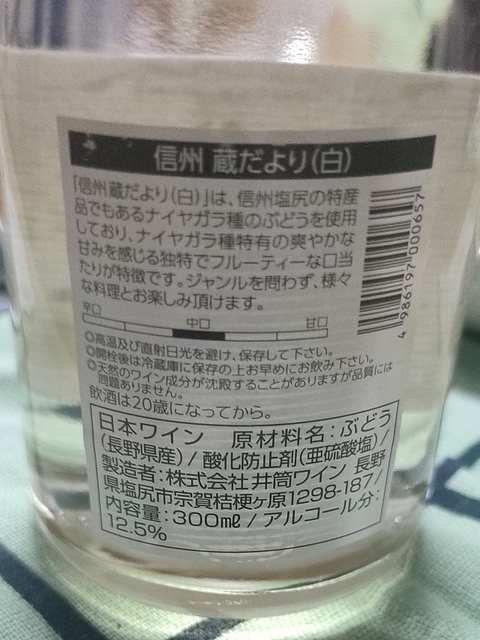 信州 蔵だより(白)
「信州蔵だより(白)」は、信州塩尻の特産
品でもあるナイヤガラ種のぶどうを使用
しており、ナイヤガラ種特有の爽やかな
甘みを感じる独特でフルーティーな口当
たりが特徴です。ジャンルを問わず、様々
な料理とお楽しみ頂けます。
辛口 中口 甘口
◎高温及び直射日光を避け、保存して下さい。
◎開栓後は冷蔵庫に保存の上お早めにお飲み下さい。
◎天然のワイン成分が沈殿することがありますが品質には
問題ありません。
飲酒は20歳になってから。
日本ワイン 原材料名:ぶどう
(長野県産)/酸化防止剤(亜硫酸塩)/
製造者:株式会社 井筒ワイン 長野
県塩尻市宗賀桔梗ヶ原1298-187/
内容量:300㎖/アルコール分:
12.5%
4 986197 000657